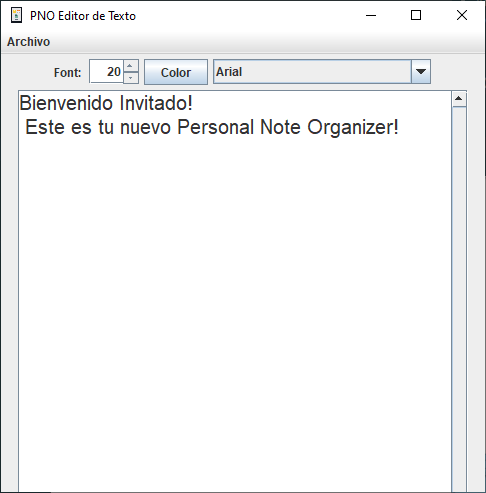 PNO Editor de Texto
Archivo
Font: 20 Color Arial
Bienvenido Invitado!
Este es tu nuevo Personal Note Organizer!